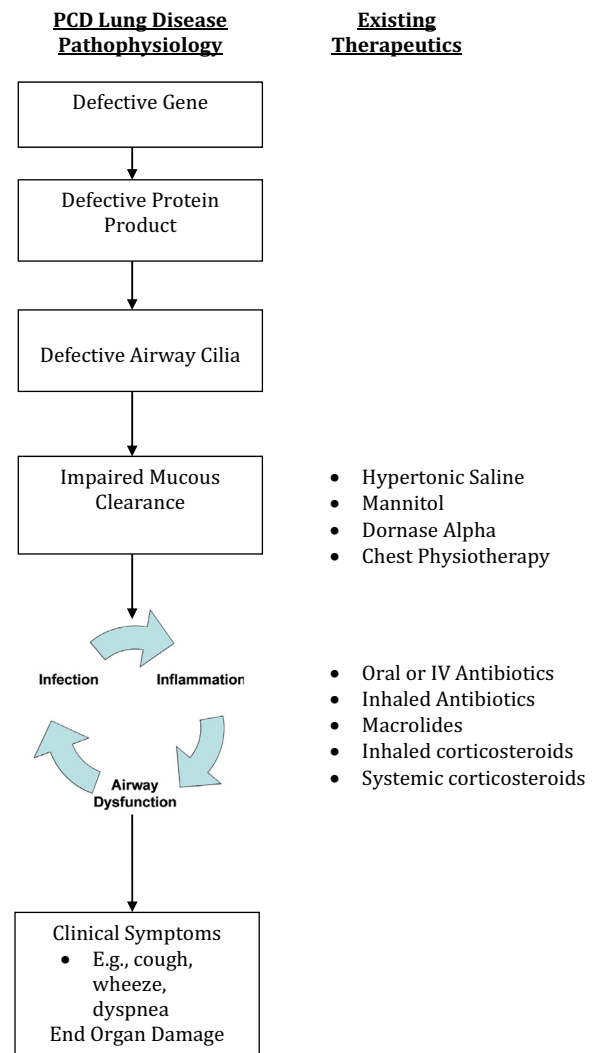 PCD Lung Disease
Pathophysiology
Existing
Therapeutics
Defective Gene
Defective Protein
Product
Defective Airway Cilia
Impaired Mucous
Clearance
• Hypertonic Saline
• Mannitol
• Dornase Alpha
• Chest Physiotherapy
Infection
Inflammation
Airway
Dysfunction
• Oral or IV Antibiotics
• Inhaled Antibiotics
• Macrolides
• Inhaled corticosteroids
• Systemic corticosteroids
Clinical Symptoms
• E.g., cough,
wheeze,
dyspnea
End Organ Damage